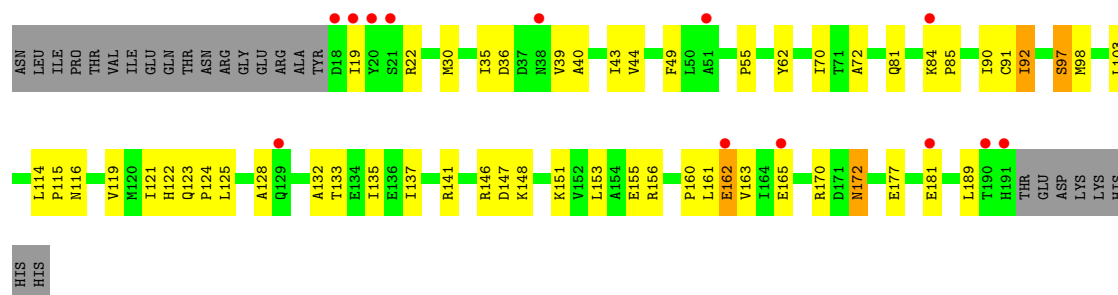 ASN LEU ILE PRO THR VAL ILE GLU GLN THR ASN ARG GLY GLU ARG ALA TYR D18 I19 Y20 S21 R22 M30 I35 D36 D37 N38 V39 A40 I43 V44 F49 L50 A51 P55 Y62 I70 T71 A72 Q81 K84 P85 I90 C91 I92 S97 M98 L103
L114 P115 N116 V119 M120 I121 H122 Q123 P124 L125 A128 Q129 A132 T133 E134 I135 E136 I137 R141 R146 D147 K148 K151 V152 L153 A154 E155 R156 P160 L161 E162 V163 I164 E165 R170 D171 N172 E177 E181 L189 T190 H191 THR GLU ASP LYS LYS HIS
HIS HIS